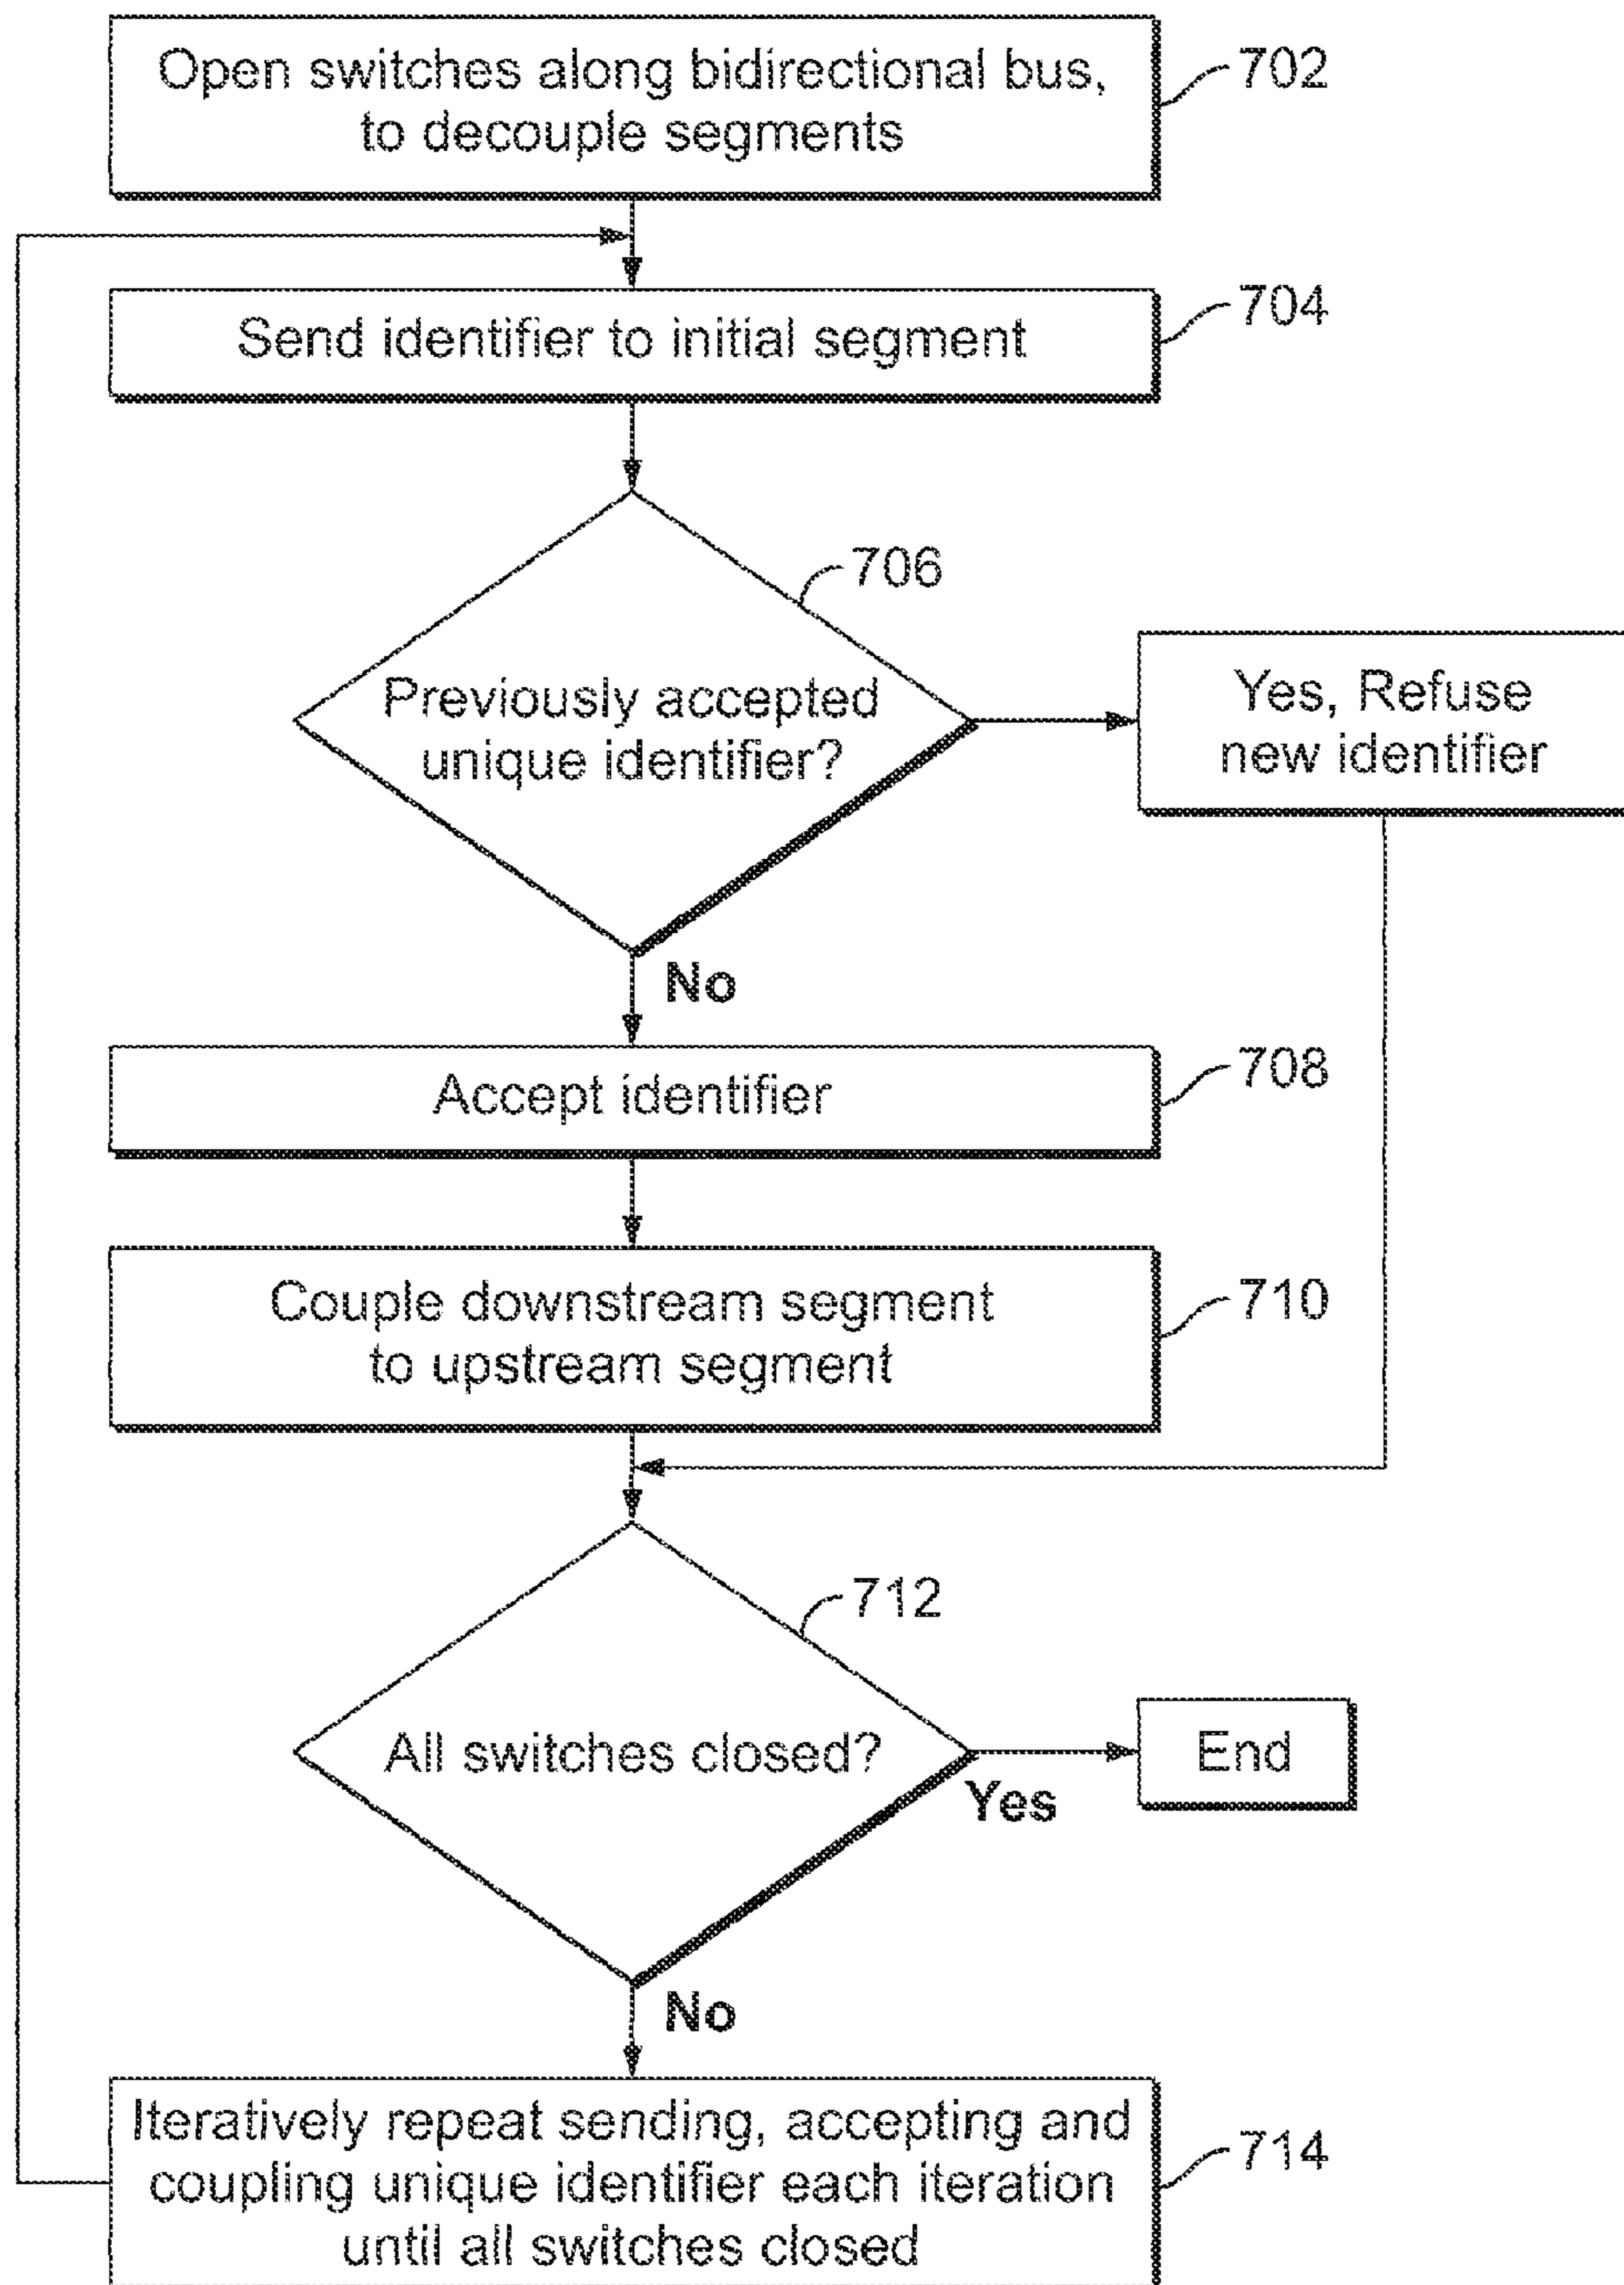 Open switches along bidirectional bus,
to decouple segments
702
Send identifier to initial segment
704
706
Previously accepted
unique identifier?
Yes, Refuse
new identifier
No
Accept identifier
708
Couple downstream segment
to upstream segment
710
712
All switches closed?
Yes
End
No
Iteratively repeat sending, accepting and
coupling unique identifier each iteration
until all switches closed
714